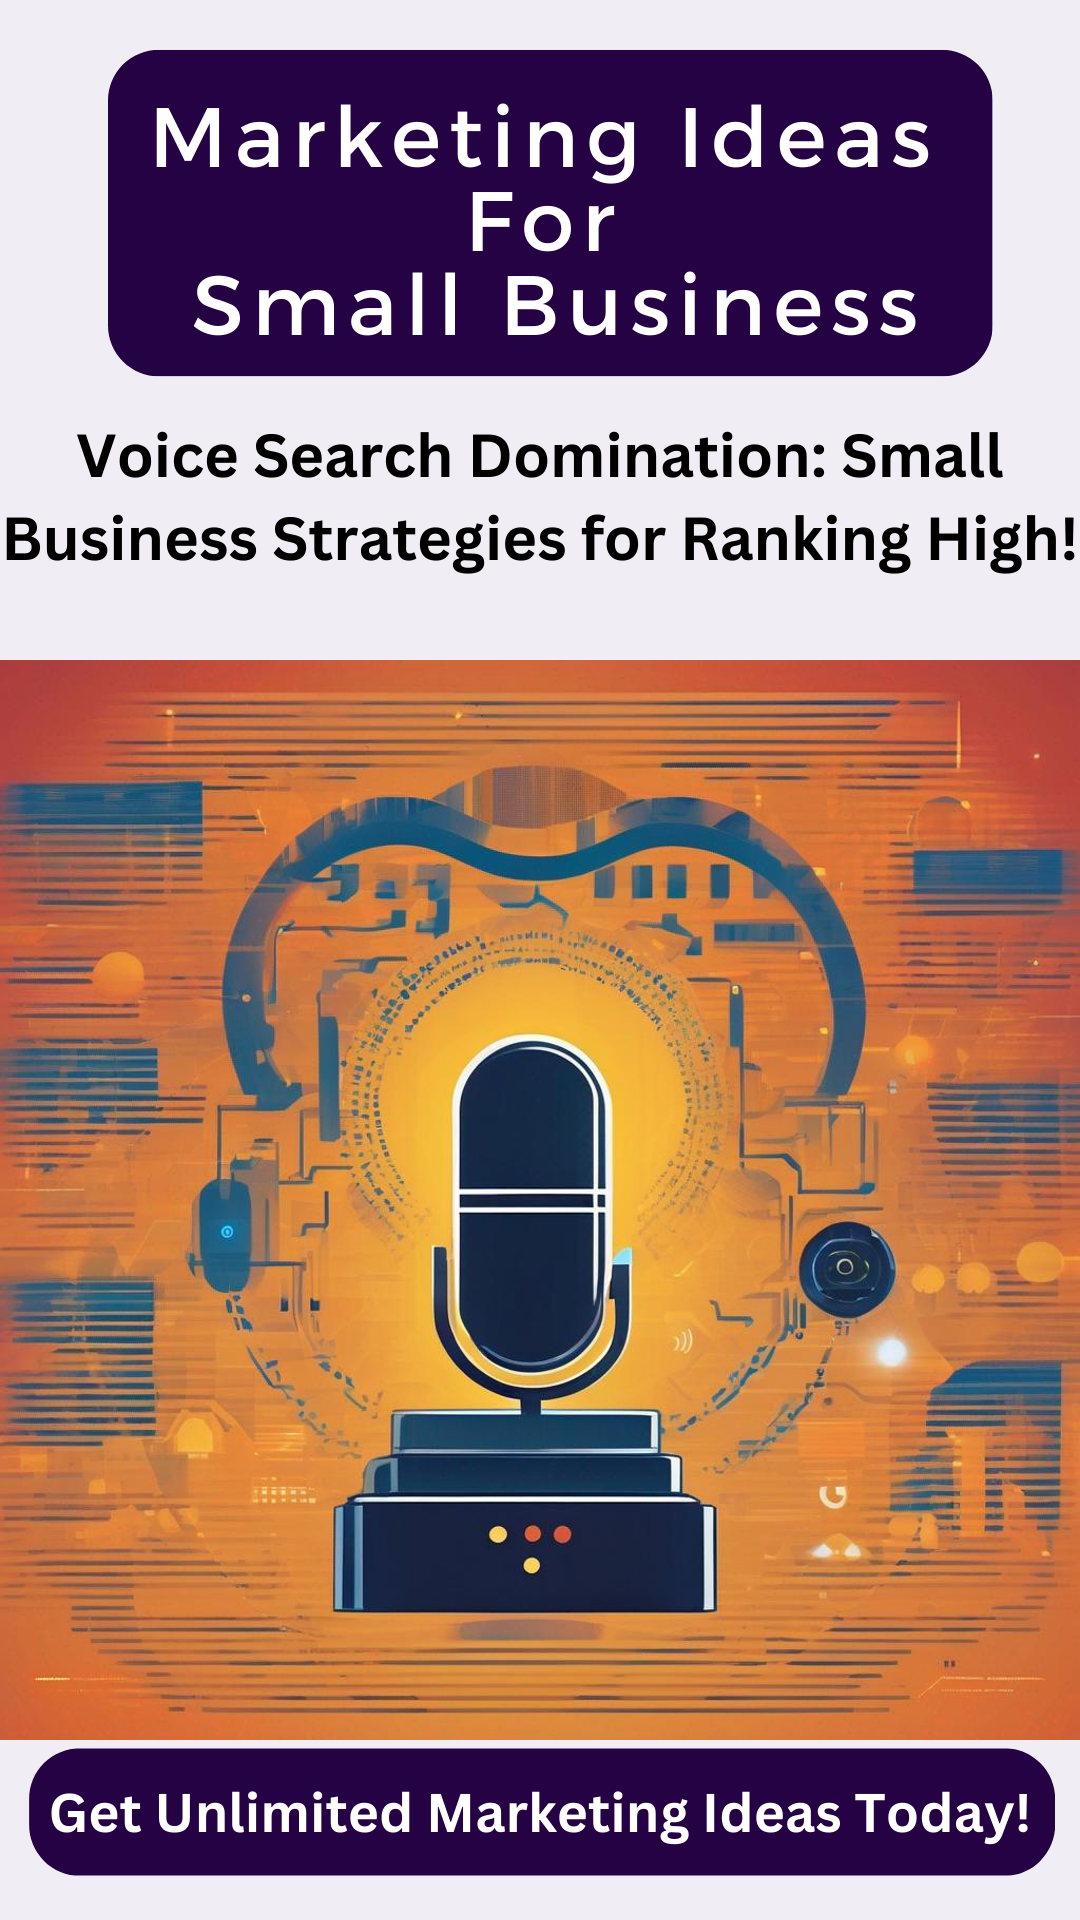 Marketing Ideas
For
Small Business
Voice Search Domination: Small
Business Strategies for Ranking High!
Get Unlimited Marketing Ideas Today!